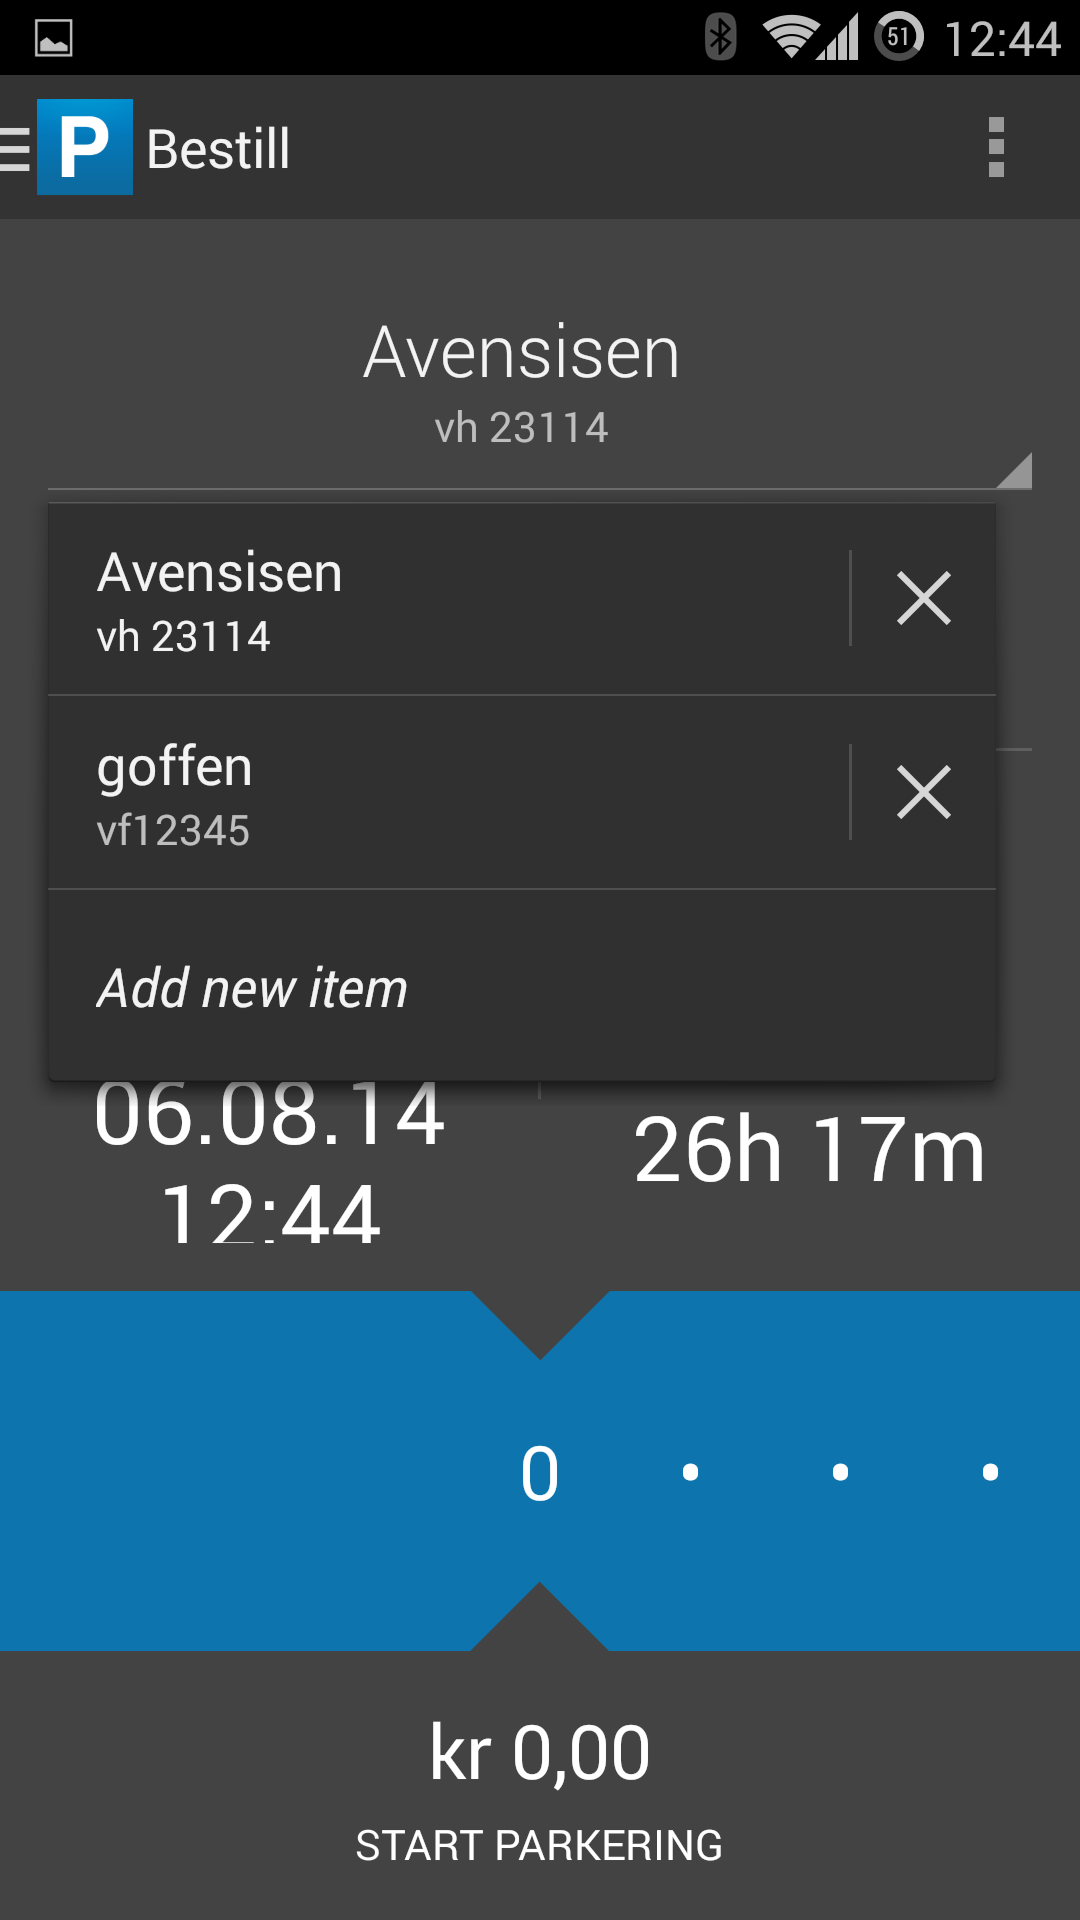 51 12:44
P Bestill
Avensisen
vh 23114
Avensisen
vh 23114
goffen
vf12345
Add new item
06.08.14
12:44
26h 17m
0
kr 0,00
START PARKERING